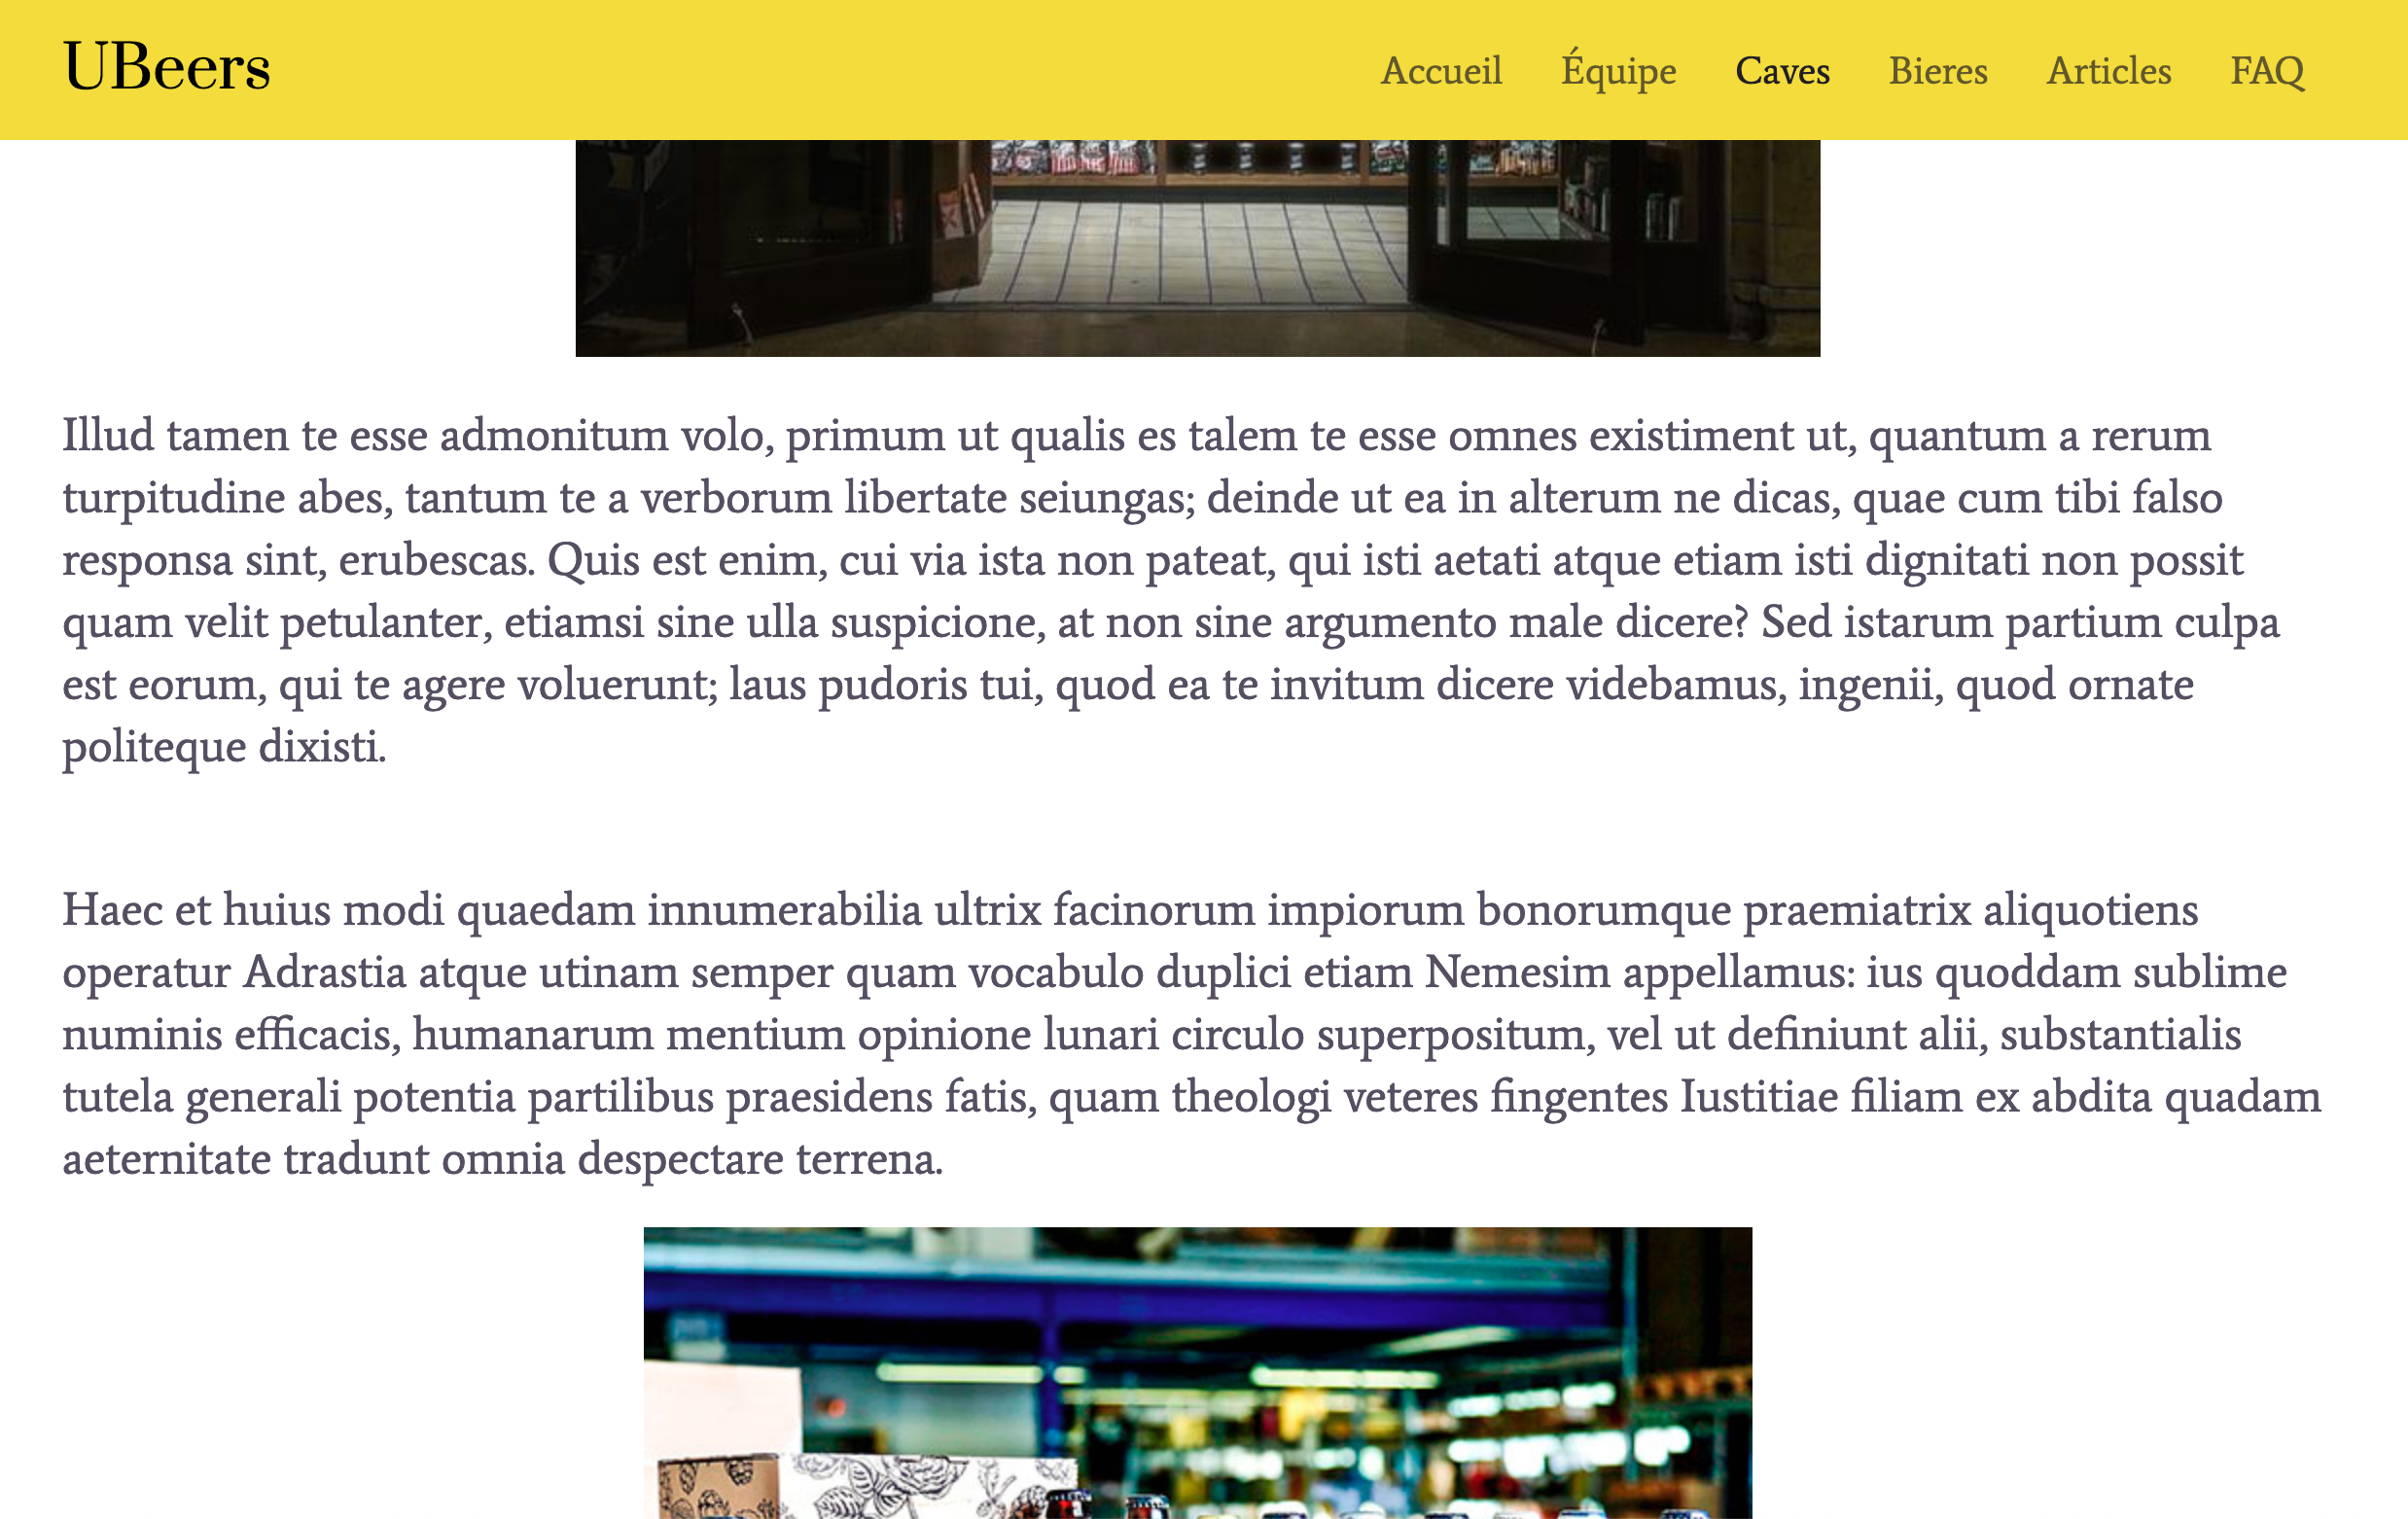 UBeers
Accueil Équipe Caves Bieres Articles FAQ
Illud tamen te esse admonitum volo, primum ut qualis es talem te esse omnes existiment ut, quantum a rerum
turpitudine abes, tantum te a verborum libertate seiungas; deinde ut ea in alterum ne dicas, quae cum tibi falso
responsa sint, erubescas. Quis est enim, cui via ista non pateat, qui isti aetati atque etiam isti dignitati non possit
quam velit petulanter, etiamsi sine ulla suspicione, at non sine argumento male dicere? Sed istarum partium culpa
est eorum, qui te agere voluerunt; laus pudoris tui, quod ea te invitum dicere videbamus, ingenii, quod ornate
politeque dixisti.
Haec et huius modi quaedam innumerabilia ultrix facinorum impiorum bonorumque praemiatrix aliquotiens
operatur Adrastia atque utinam semper quam vocabulo duplici etiam Nemesim appellamus: ius quoddam sublime
numinis efficacis, humanarum mentium opinione lunari circulo superpositum, vel ut definiunt alii, substantialis
tutela generali potentia partilibus praesidens fatis, quam theologi veteres fingentes Iustitiae filiam ex abdita quadam
aeternitate tradunt omnia despectare terrena.